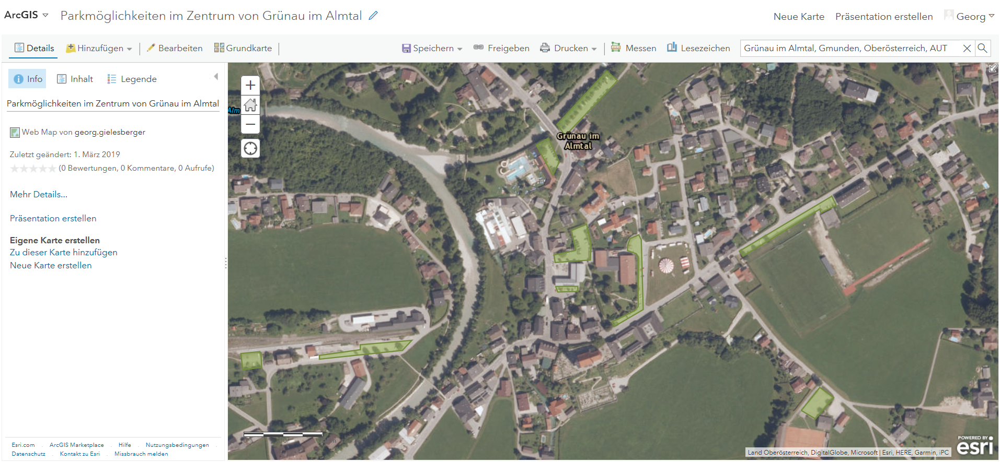 ArcGIS
Parkmöglichkeiten im Zentrum von Grünau im Almtal
Neue Karte
Präsentation erstellen
Georg
Details
Hinzufügen
Bearbeiten
Grundkarte
Speichern
Freigeben
Drucken
Messen
Lesezeichen
Grünau im Almtal, Gmunden, Oberösterreich, AUT
Info
Inhalt
Legende
Parkmöglichkeiten im Zentrum von Grünau im Almtal
Web Map von georg.gielesberger
Zuletzt geändert: 1. März 2019
(0 Bewertungen, 0 Kommentare, 0 Aufrufe)
Mehr Details...
Präsentation erstellen
Eigene Karte erstellen
Zu dieser Karte hinzufügen
Neue Karte erstellen
Esri.com . ArcGIS Marketplace . Hilfe . Nutzungsbedingungen .
Datenschutz . Kontakt zu Esri . Missbrauch melden
+
−
Alm
Grünau im
Almtal
POWERED BY
esri
Land Oberösterreich, DigitalGlobe, Microsoft | Esri, HERE, Garmin, iPC